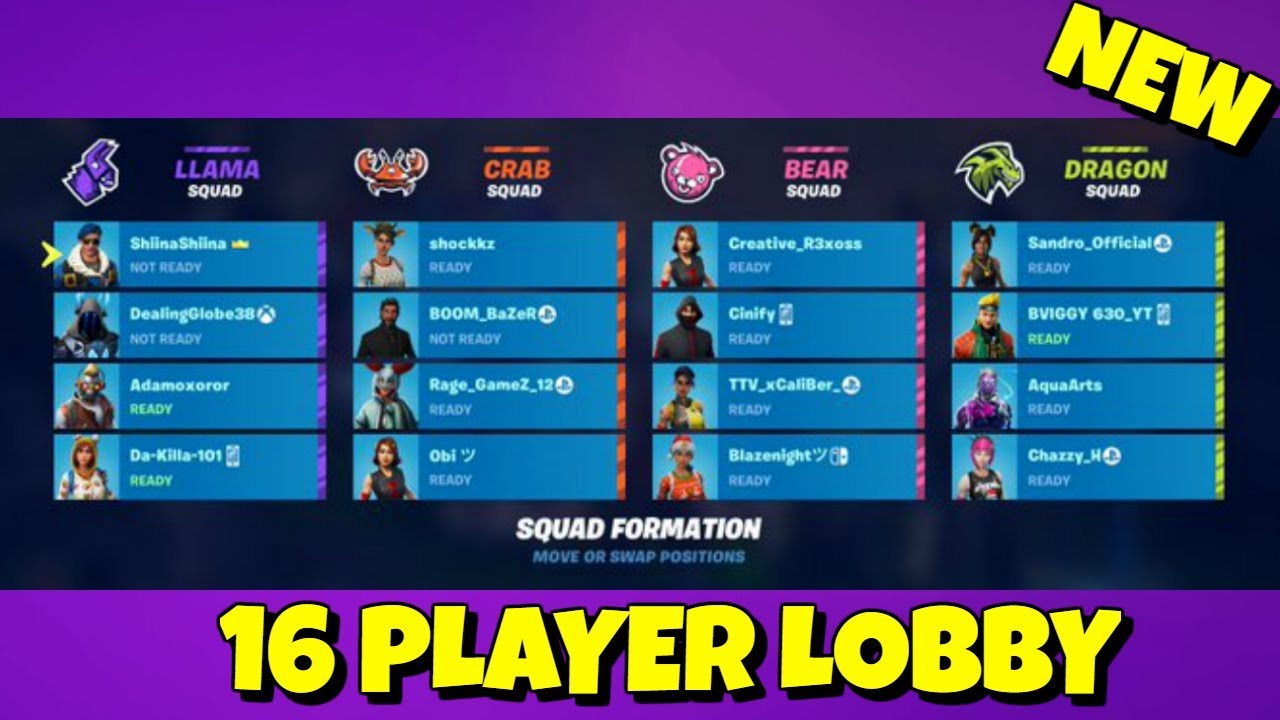 NEW
LLAMA
SQUAD
ShiinaShiina
NOT READY
DealingGlobe38
NOT READY
Adamoxoror
READY
Da-Killa-101
READY
CRAB
SQUAD
shockkz
READY
BOOM_BaZeR
NOT READY
Rage_GameZ_12
READY
Obi ツ
READY
BEAR
SQUAD
Creative_R3xoss
READY
Cinify
READY
TTV_xCaliBer_
READY
Blazenightツ
READY
DRAGON
SQUAD
Sandro_Official
READY
BVIGGY 630_YT
READY
AquaArts
READY
Chazzy_H
READY
SQUAD FORMATION
MOVE OR SWAP POSITIONS
16 PLAYER LOBBY